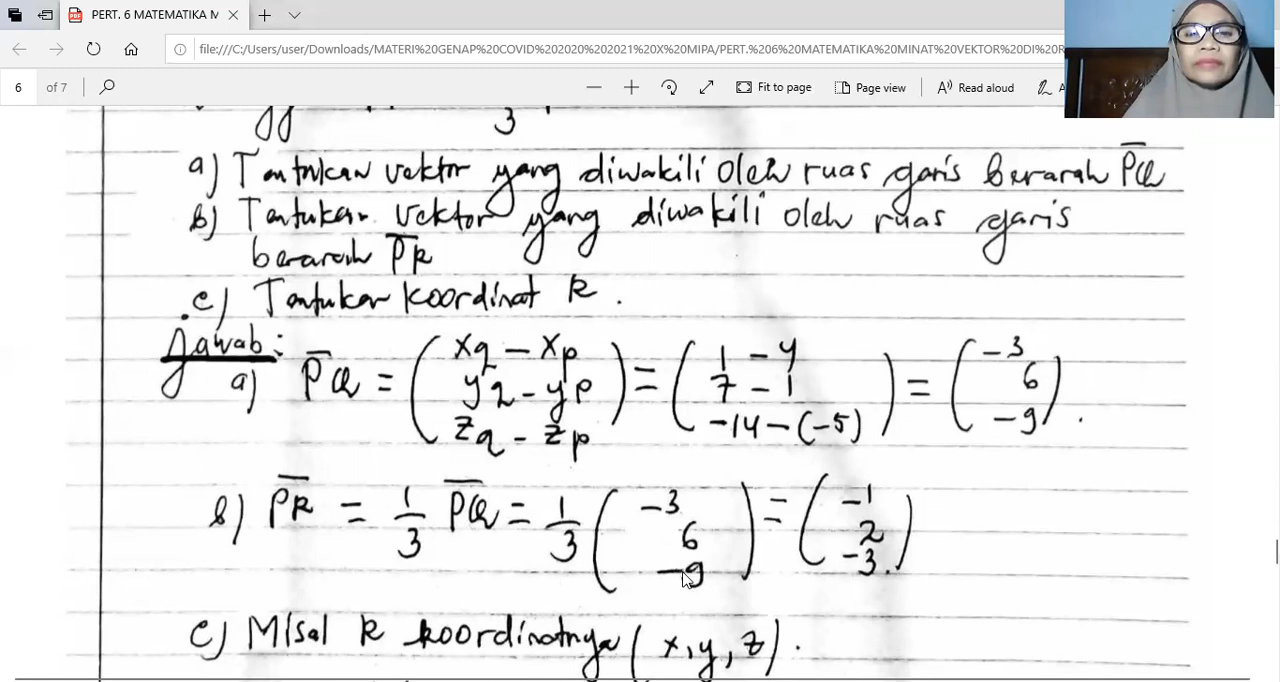 PERT. 6 MATEMATIKA M
file:///C:/Users/user/Downloads/MATERI%20GENAP%20COVID%202020%202021%20X%20MIPA/PERT.%206%20MATEMATIKA%20MINAT%20VEKTOR%20DI%20R
6 of 7 Fit to page Page view Read aloud
3
a) Tentukan vektor yang diwakili oleh ruas garis berarah PQ
b) Tentukan vektor yang diwakili oleh ruas garis
berarah PR
c) Tentukan koordinat R.
Jawab:
a) PQ = (xq - xp yq - yp zq - zp) = (1 - 4 7 - 1 -14 - (-5)) = (-3 6 -9).
b) PR = 1/3 PQ = 1/3 (-3 6 -9) = (-1 2 -3)
c) Misal R koordinatnya (x, y, z).